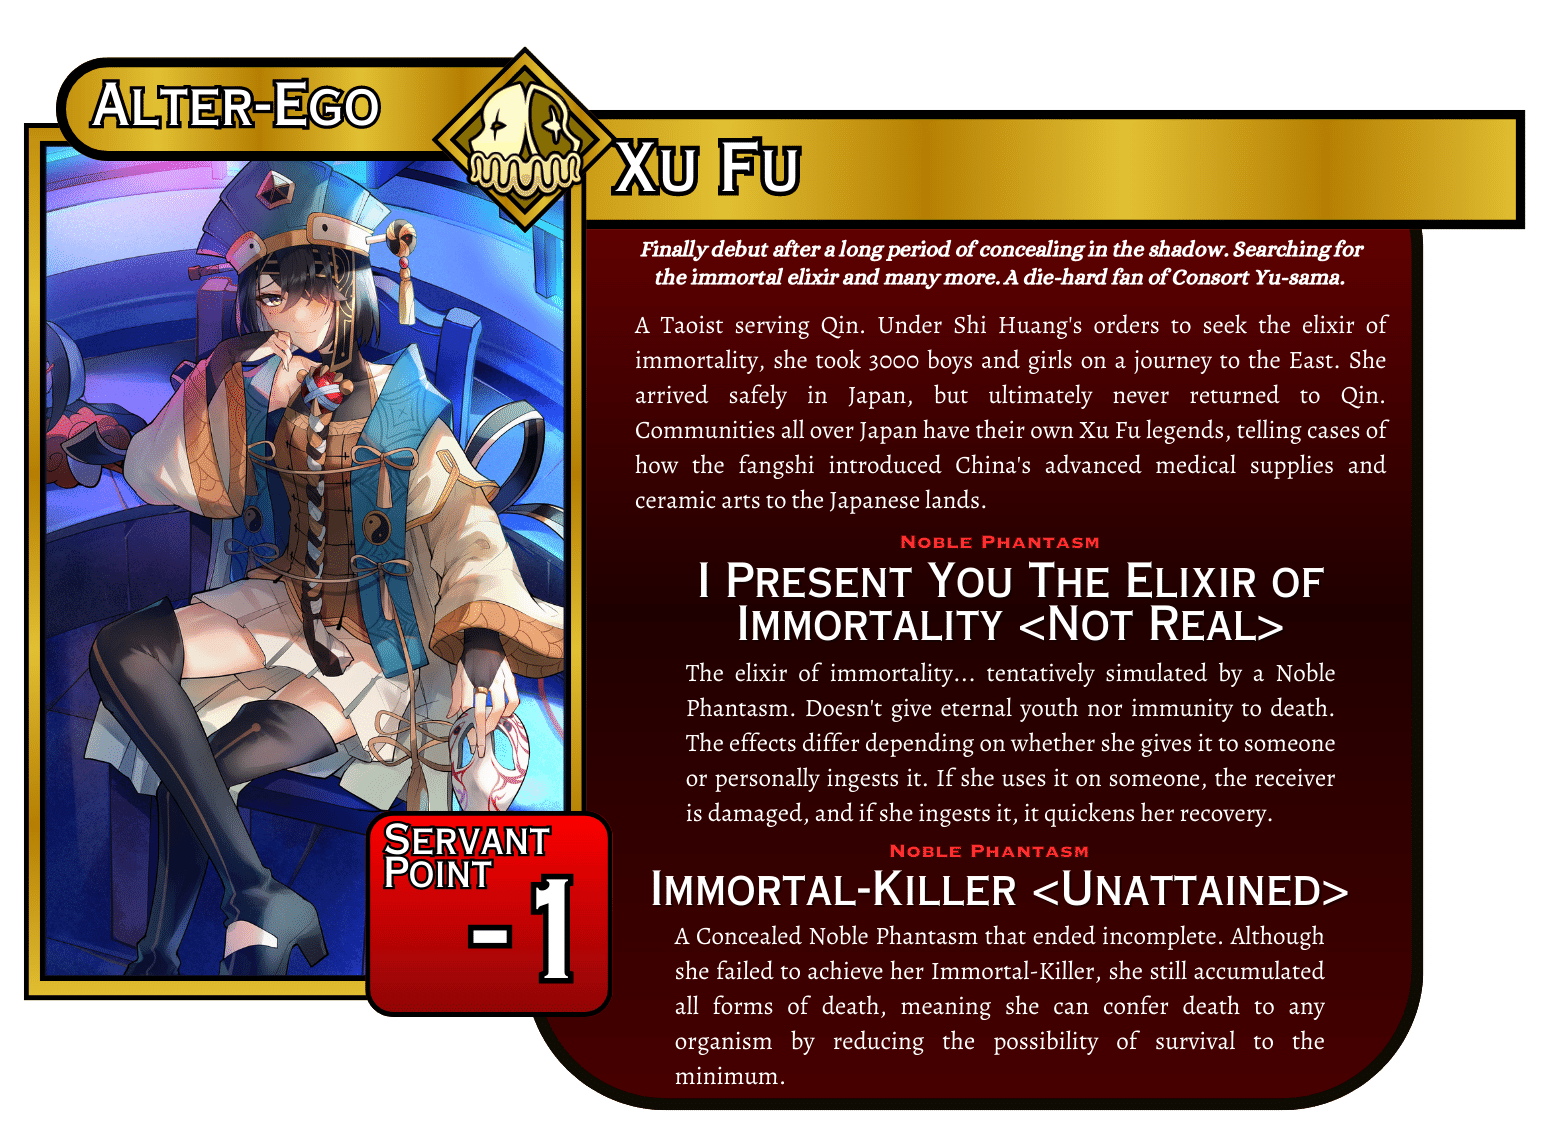 Alter-Ego
Xu Fu
Finally debut after a long period of concealing in the shadow. Searching for
the immortal elixir and many more. A die-hard fan of Consort Yu-sama.
A Taoist serving Qin. Under Shi Huang's orders to seek the elixir of
immortality, she took 3000 boys and girls on a journey to the East. She
arrived safely in Japan, but ultimately never returned to Qin.
Communities all over Japan have their own Xu Fu legends, telling cases of
how the fangshi introduced China's advanced medical supplies and
ceramic arts to the Japanese lands.
Noble Phantasm
I Present You The Elixir of
Immortality <Not Real>
The elixir of immortality... tentatively simulated by a Noble
Phantasm. Doesn't give eternal youth nor immunity to death.
The effects differ depending on whether she gives it to someone
or personally ingests it. If she uses it on someone, the receiver
is damaged, and if she ingests it, it quickens her recovery.
Noble Phantasm
Immortal-Killer <Unattained>
A Concealed Noble Phantasm that ended incomplete. Although
she failed to achieve her Immortal-Killer, she still accumulated
all forms of death, meaning she can confer death to any
organism by reducing the possibility of survival to the
minimum.
Servant
Point
-1